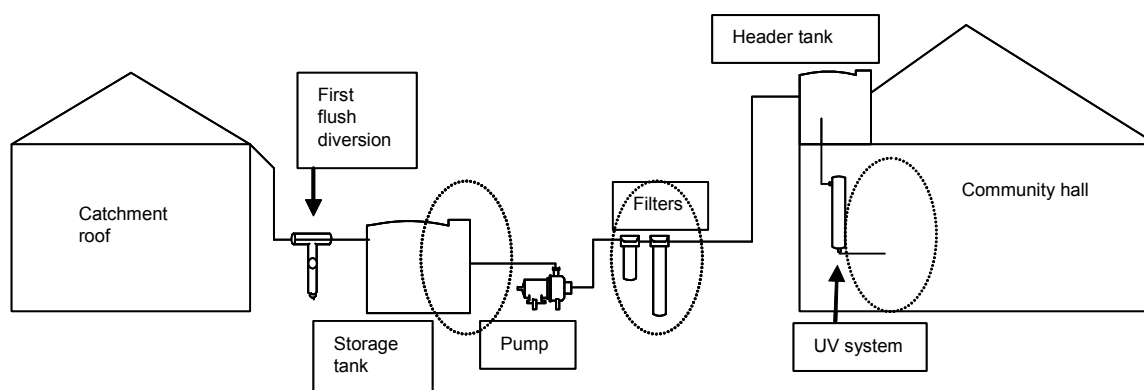 Header tank
First
flush
diversion
Catchment
roof
Filters
Community hall
Storage
tank
Pump
UV system